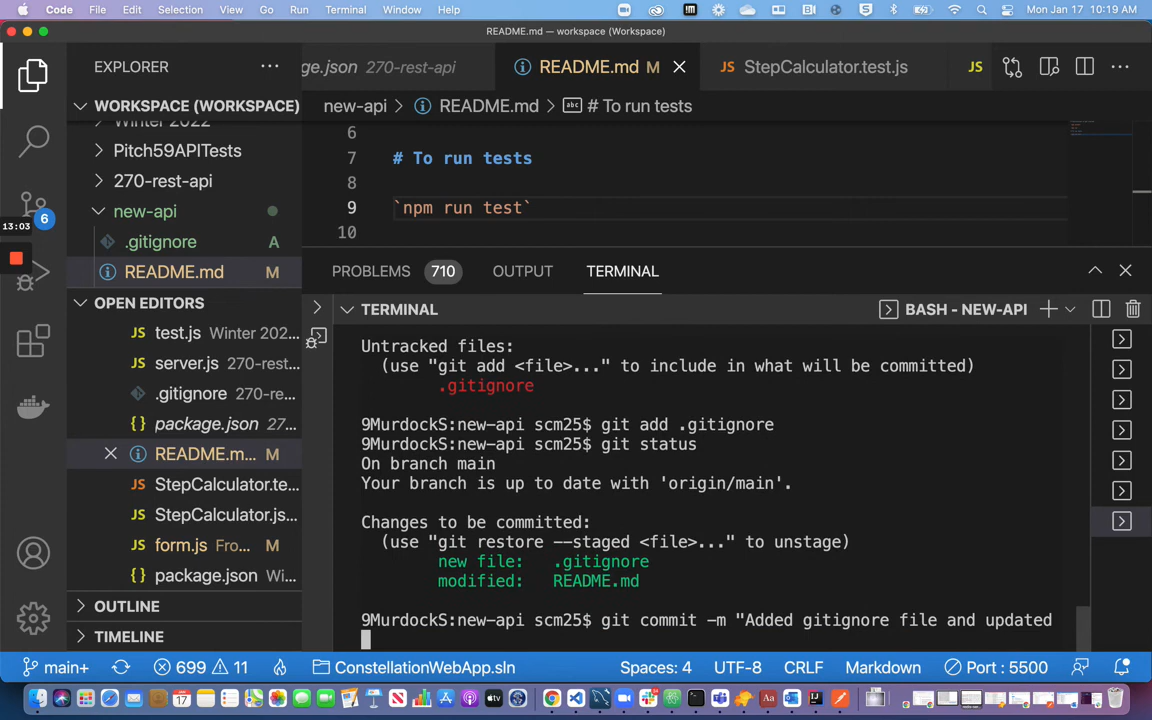 Code File Edit Selection View Go Run Terminal Window Help Mon Jan 17 10:19 AM
README.md — workspace (Workspace)
EXPLORER
ge.json 270-rest-api README.md M StepCalculator.test.js
WORKSPACE (WORKSPACE)
new-api > README.md > # To run tests
Winter 2022
6
Pitch59APITests
7 # To run tests
270-rest-api
8
new-api
9 `npm run test`
13:03
6
.gitignore A
10
README.md M
PROBLEMS 710 OUTPUT TERMINAL
OPEN EDITORS
TERMINAL
BASH - NEW-API
test.js Winter 202...
server.js 270-rest...
.gitignore 270-re...
package.json 27...
README.m... M
StepCalculator.te...
StepCalculator.js...
form.js Fro... M
package.json Wi...
OUTLINE
TIMELINE
Untracked files:
(use "git add <file>..." to include in what will be committed)
.gitignore
9MurdockS:new-api scm25$ git add .gitignore
9MurdockS:new-api scm25$ git status
On branch main
Your branch is up to date with 'origin/main'.
Changes to be committed:
(use "git restore --staged <file>..." to unstage)
new file: .gitignore
modified: README.md
9MurdockS:new-api scm25$ git commit -m "Added gitignore file and updated
main+ 699 11 ConstellationWebApp.sln Spaces: 4 UTF-8 CRLF Markdown Port : 5500